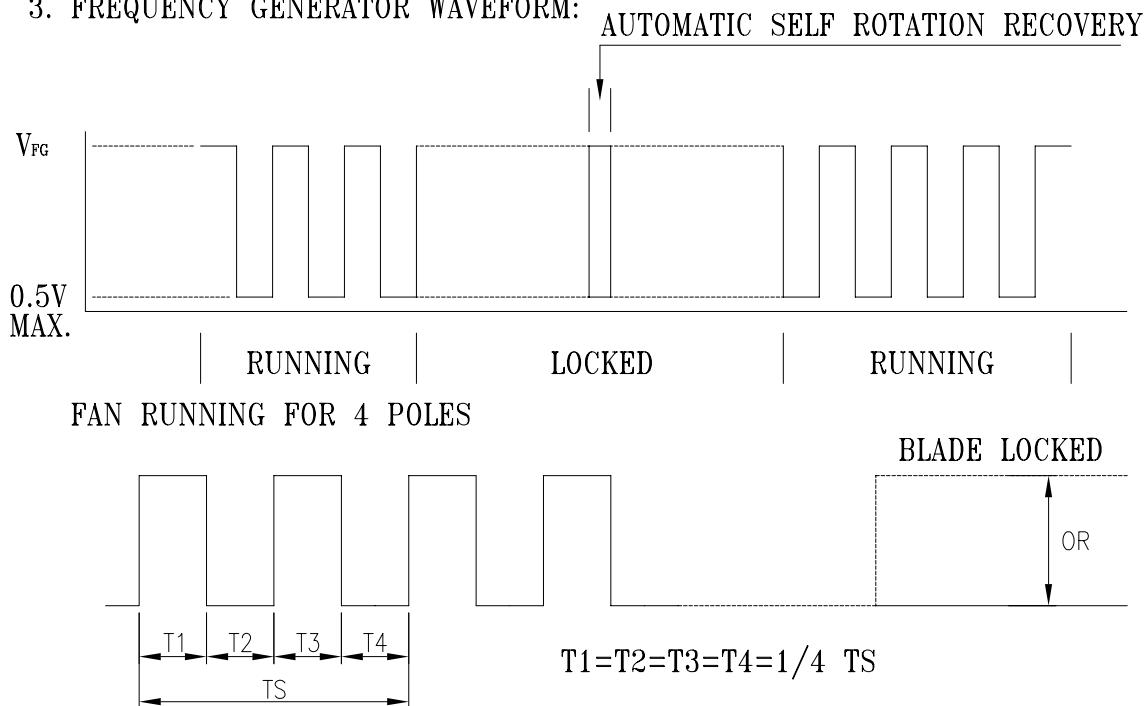 3. FREQUENCY GENERATOR WAVEFORM:
AUTOMATIC SELF ROTATION RECOVERY
VFG
0.5V
MAX.
RUNNING LOCKED RUNNING
FAN RUNNING FOR 4 POLES
BLADE LOCKED
OR
T1 T2 T3 T4
T1=T2=T3=T4=1/4 TS
TS